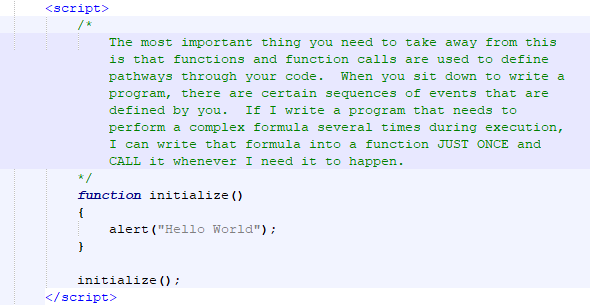 <script>
/*
The most important thing you need to take away from this
is that functions and function calls are used to define
pathways through your code.  When you sit down to write a
program, there are certain sequences of events that are
defined by you.  If I write a program that needs to
perform a complex formula several times during execution,
I can write that formula into a function JUST ONCE and
CALL it whenever I need it to happen.
*/
function initialize()
{
alert("Hello World");
}
initialize();
</script>